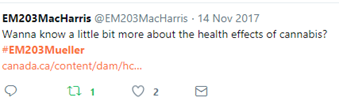 EM203MacHarris @EM203MacHarris · 14 Nov 2017
Wanna know a little bit more about the health effects of cannabis?
#EM203Mueller
canada.ca/content/dam/hc...
1 2